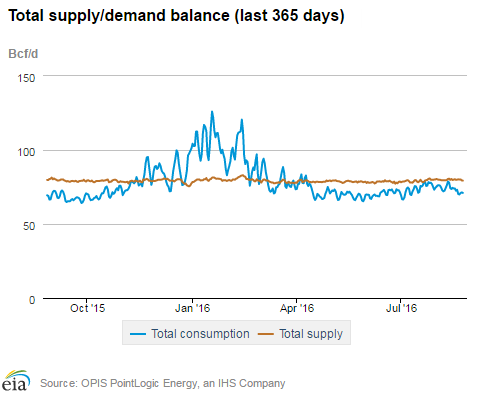 Total supply/demand balance (last 365 days)
Bcf/d
150
100
50
0
Oct '15 Jan '16 Apr '16 Jul '16
Total consumption Total supply
eia Source: OPIS PointLogic Energy, an IHS Company